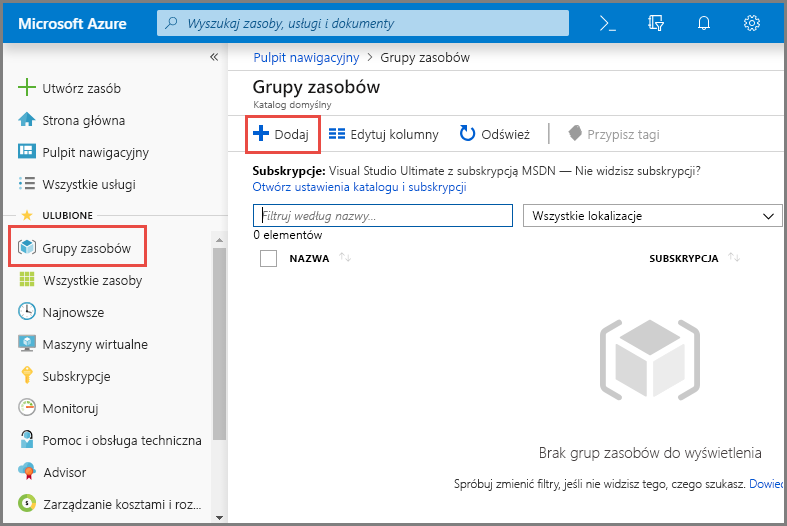 Microsoft Azure
Wyszukaj zasoby, usługi i dokumenty
Utwórz zasób
Strona główna
Pulpit nawigacyjny
Wszystkie usługi
ULUBIONE
Grupy zasobów
Wszystkie zasoby
Najnowsze
Maszyny wirtualne
Subskrypcje
Monitoruj
Pomoc i obsługa techniczna
Advisor
Zarządzanie kosztami i roz...
Pulpit nawigacyjny > Grupy zasobów
Grupy zasobów
Katalog domyślny
Dodaj Edytuj kolumny Odśwież Przypisz tagi
Subskrypcje: Visual Studio Ultimate z subskrypcją MSDN — Nie widzisz subskrypcji?
Otwórz ustawienia katalogu i subskrypcji
Filtruj według nazwy... Wszystkie lokalizacje
0 elementów
NAZWA SUBSKRYPCJA
Brak grup zasobów do wyświetlenia
Spróbuj zmienić filtry, jeśli nie widzisz tego, czego szukasz. Dowiec